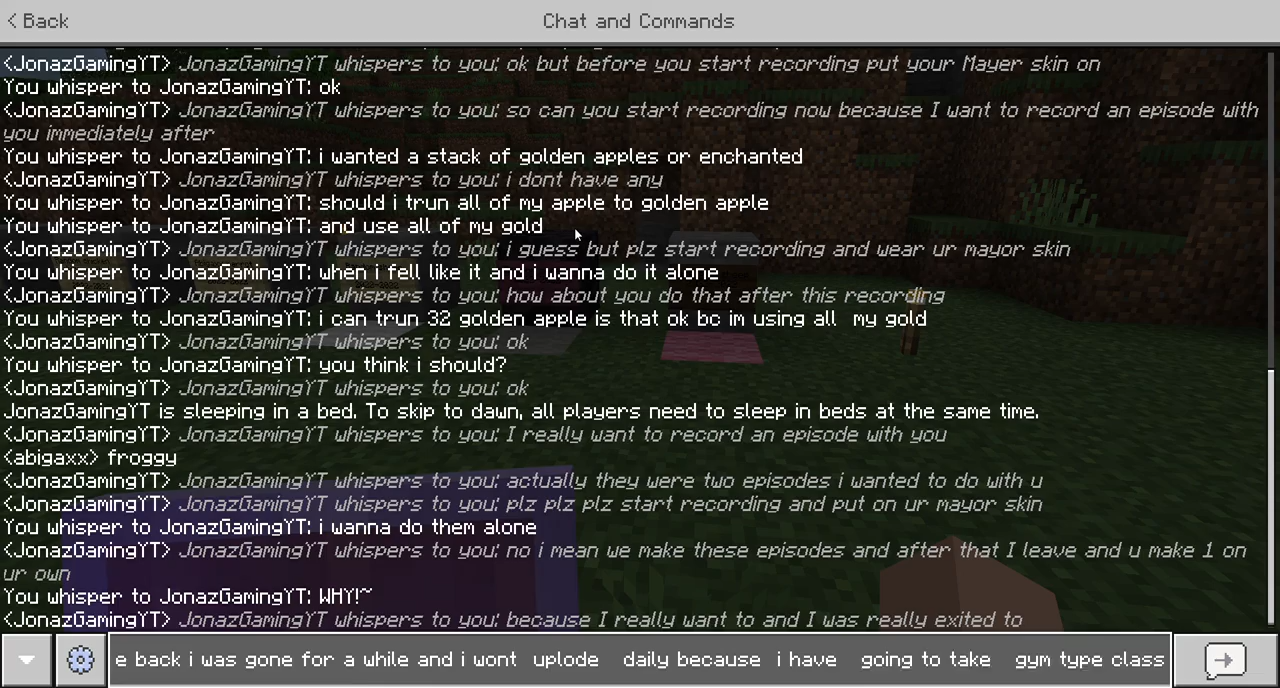 < Back
Chat and Commands
<JonazGamingYT> JonazGamingYT whispers to you: ok but before you start recording put your Mayer skin on
You whisper to JonazGamingYT: ok
<JonazGamingYT> JonazGamingYT whispers to you: so can you start recording now because I want to record an episode with
you immediately after
You whisper to JonazGamingYT: i wanted a stack of golden apples or enchanted
<JonazGamingYT> JonazGamingYT whispers to you: i dont have any
You whisper to JonazGamingYT: should i trun all of my apple to golden apple
You whisper to JonazGamingYT: and use all of my gold
<JonazGamingYT> JonazGamingYT whispers to you: i guess but plz start recording and wear ur mayor skin
You whisper to JonazGamingYT: when i fell like it and i wanna do it alone
<JonazGamingYT> JonazGamingYT whispers to you: how about you do that after this recording
You whisper to JonazGamingYT: i can trun 32 golden apple is that ok bc im using all my gold
<JonazGamingYT> JonazGamingYT whispers to you: ok
You whisper to JonazGamingYT: you think i should?
<JonazGamingYT> JonazGamingYT whispers to you: ok
JonazGamingYT is sleeping in a bed. To skip to dawn, all players need to sleep in beds at the same time.
<JonazGamingYT> JonazGamingYT whispers to you: I really want to record an episode with you
<abigaxx> froggy
<JonazGamingYT> JonazGamingYT whispers to you: actually they were two episodes i wanted to do with u
<JonazGamingYT> JonazGamingYT whispers to you: plz plz plz start recording and put on ur mayor skin
You whisper to JonazGamingYT: i wanna do them alone
<JonazGamingYT> JonazGamingYT whispers to you: no i mean we make these episodes and after that I leave and u make 1 on
ur own
You whisper to JonazGamingYT: WHY!~
<JonazGamingYT> JonazGamingYT whispers to you: because I really want to and I was really exited to
e back i was gone for a while and i wont uplode daily because i have going to take gym type class